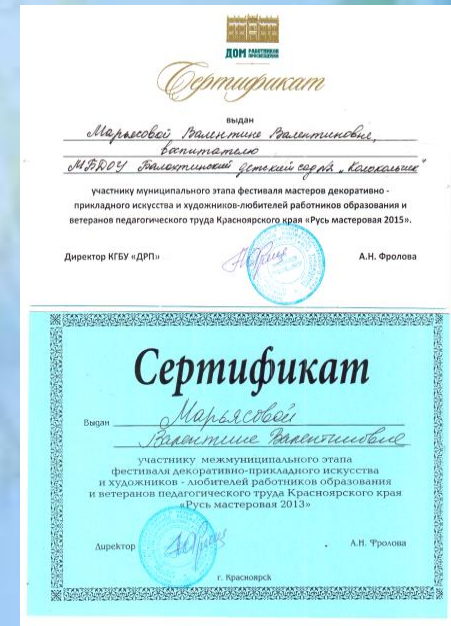 ДОМ РАБОТНИКОВ
ПРОСВЕЩЕНИЯ
Сертификат
выдан
Марьясовой Валентине Валентиновне,
воспитателю
МБДОУ Балахтинский детский сад №1 „Колокольчик"
участнику муниципального этапа фестиваля мастеров декоративно -
прикладного искусства и художников-любителей работников образования и
ветеранов педагогического труда Красноярского края «Русь мастеровая 2015».
Директор КГБУ «ДРП» А.Н. Фролова
Сертификат
Выдан Марьясовой
Валентине Валентиновне
участнику межмуниципального этапа
фестиваля декоративно-прикладного искусства
и художников - любителей работников образования
и ветеранов педагогического труда Красноярского края
«Русь мастеровая 2013»
Директор А.Н. Фролова
г. Красноярск